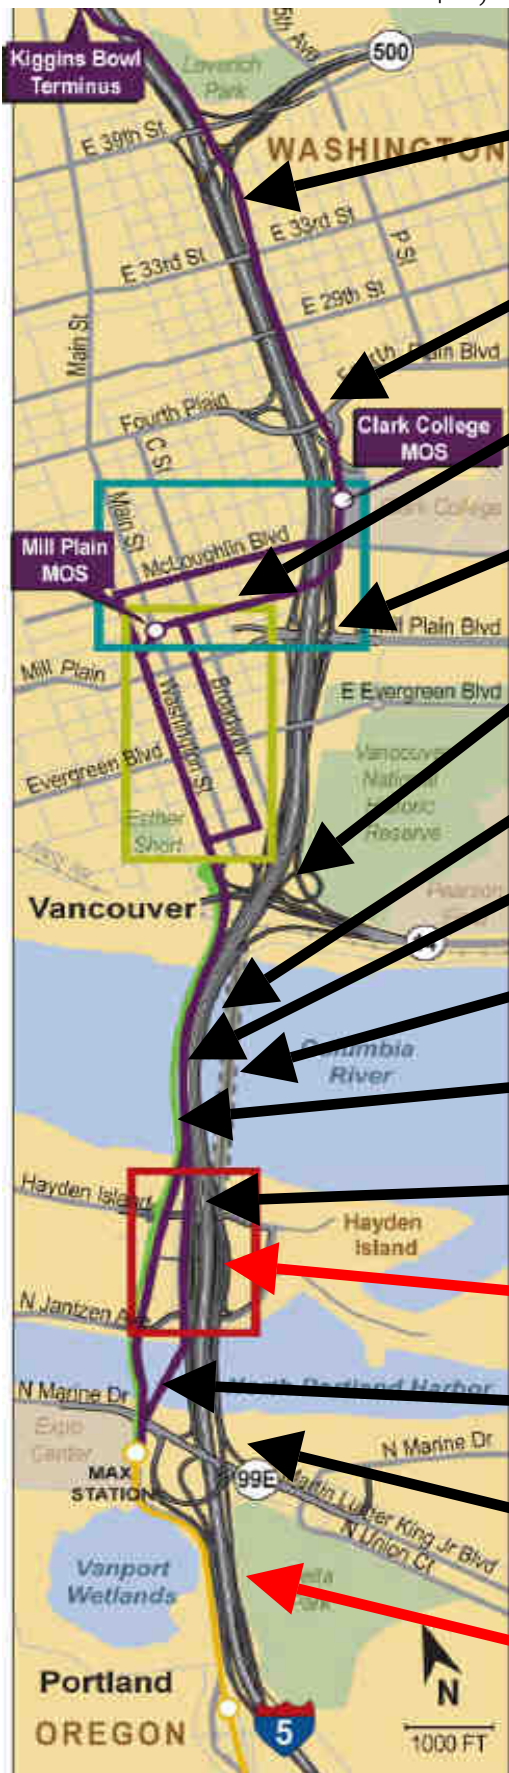 Kiggins Bowl
Terminus
5th Ave
500
Leverich
Park
E 39th St
WASHINGTON
E 33rd St
P St
E 33rd St
E 29th St
Main St
Plain Blvd
Fourth Plain
Clark College
MOS
C St
Main St
Clark College
McLoughlin Blvd
Mill Plain
MOS
Mill Plain Blvd
Mill Plain
E Evergreen Blvd
Washington St
Broadway
Evergreen Blvd
Vancouver
National
Historic
Reserve
Esther
Short
Vancouver
Pearson
Columbia
River
Hayden Island
Hayden
Island
N Jantzen
N Marine Dr
North Portland Harbor
Expo
Center
N Marine Dr
MAX
STATION
99E
Martin Luther King Jr Blvd
N Union Ct
Vanport
Wetlands
Park
Portland
N
OREGON
5
1000 FT